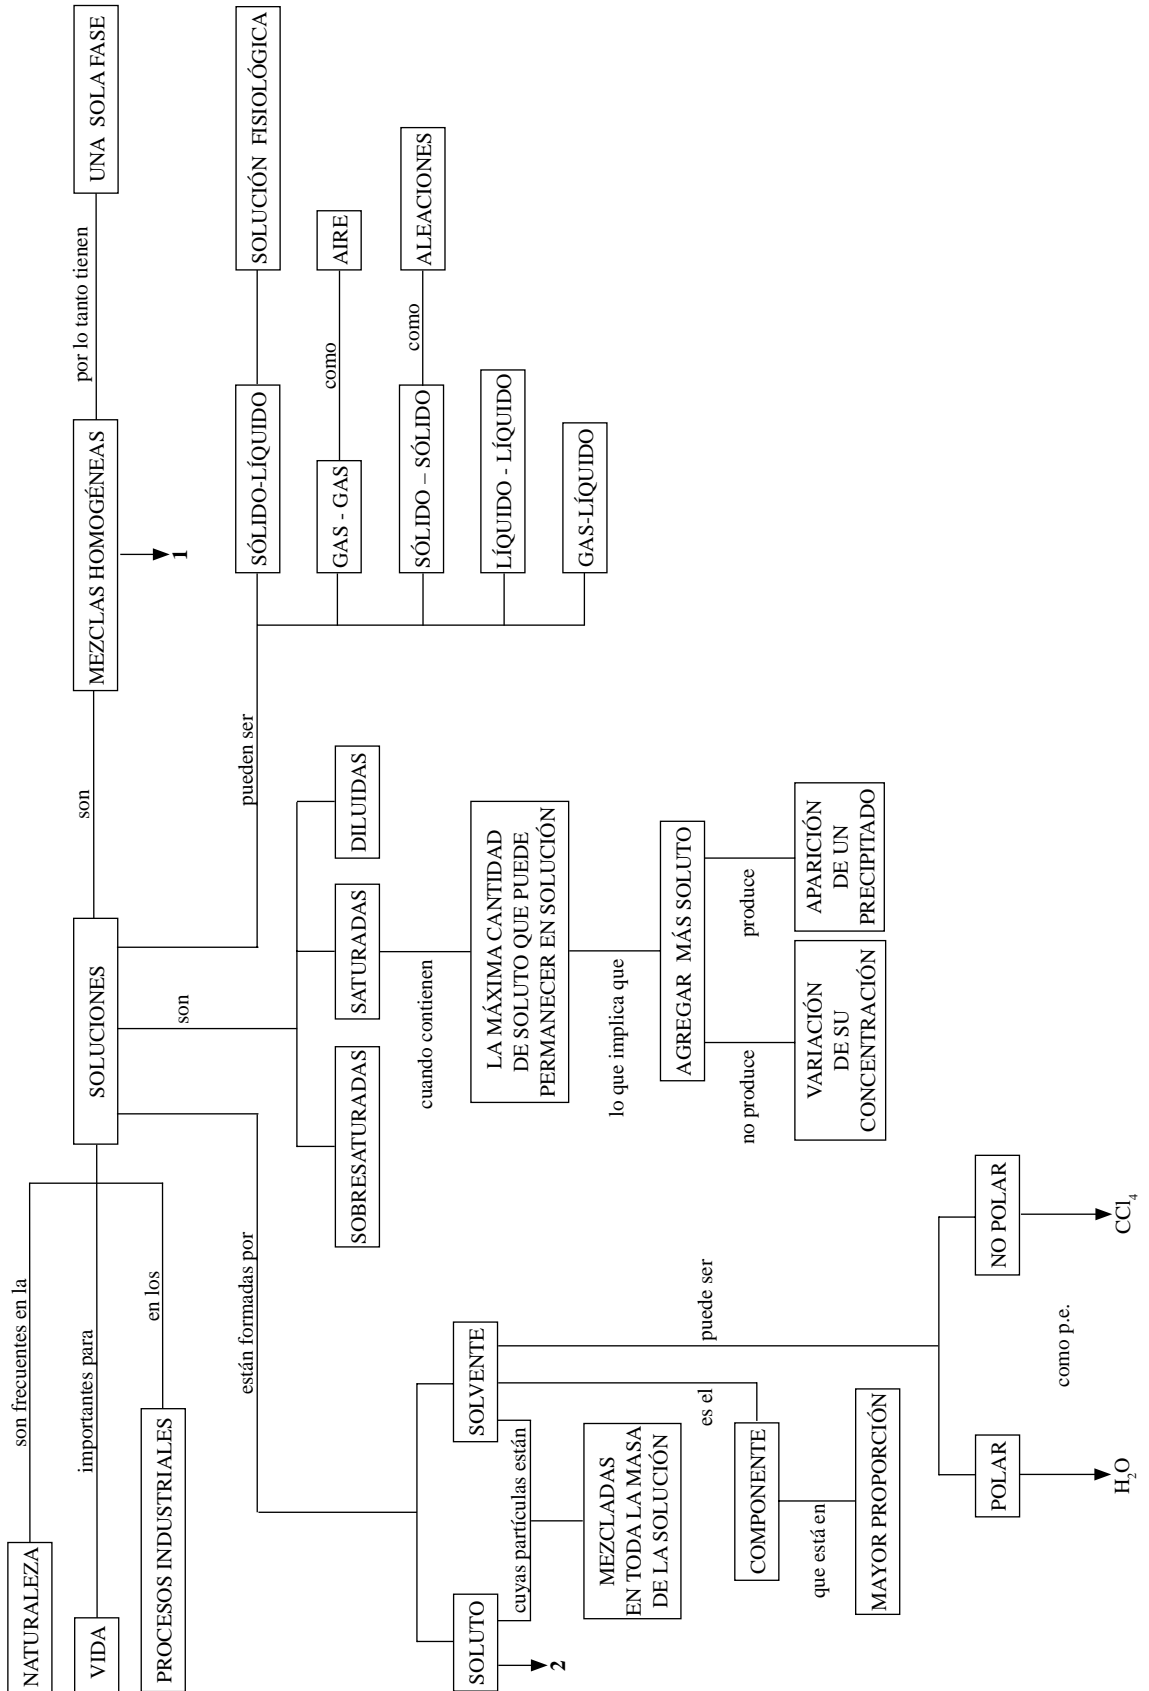 NATURALEZA
son frecuentes en la
VIDA
importantes para
PROCESOS INDUSTRIALES
en los
SOLUCIONES
son
MEZCLAS HOMOGÉNEAS
1
por lo tanto tienen
UNA SOLA FASE
están formadas por
SOLUTO
2
SOLVENTE
cuyas partículas están
MEZCLADAS
EN TODA LA MASA
DE LA SOLUCIÓN
es el
COMPONENTE
que está en
MAYOR PROPORCIÓN
puede ser
POLAR
NO POLAR
como p.e.
H₂O
CCl₄
son
SOBRESATURADAS
SATURADAS
DILUIDAS
cuando contienen
LA MÁXIMA CANTIDAD
DE SOLUTO QUE PUEDE
PERMANECER EN SOLUCIÓN
lo que implica que
AGREGAR MÁS SOLUTO
no produce
VARIACIÓN
DE SU
CONCENTRACIÓN
produce
APARICIÓN
DE UN
PRECIPITADO
pueden ser
SÓLIDO-LÍQUIDO
SOLUCIÓN FISIOLÓGICA
GAS - GAS
como
AIRE
SÓLIDO – SÓLIDO
como
ALEACIONES
LÍQUIDO - LÍQUIDO
GAS-LÍQUIDO